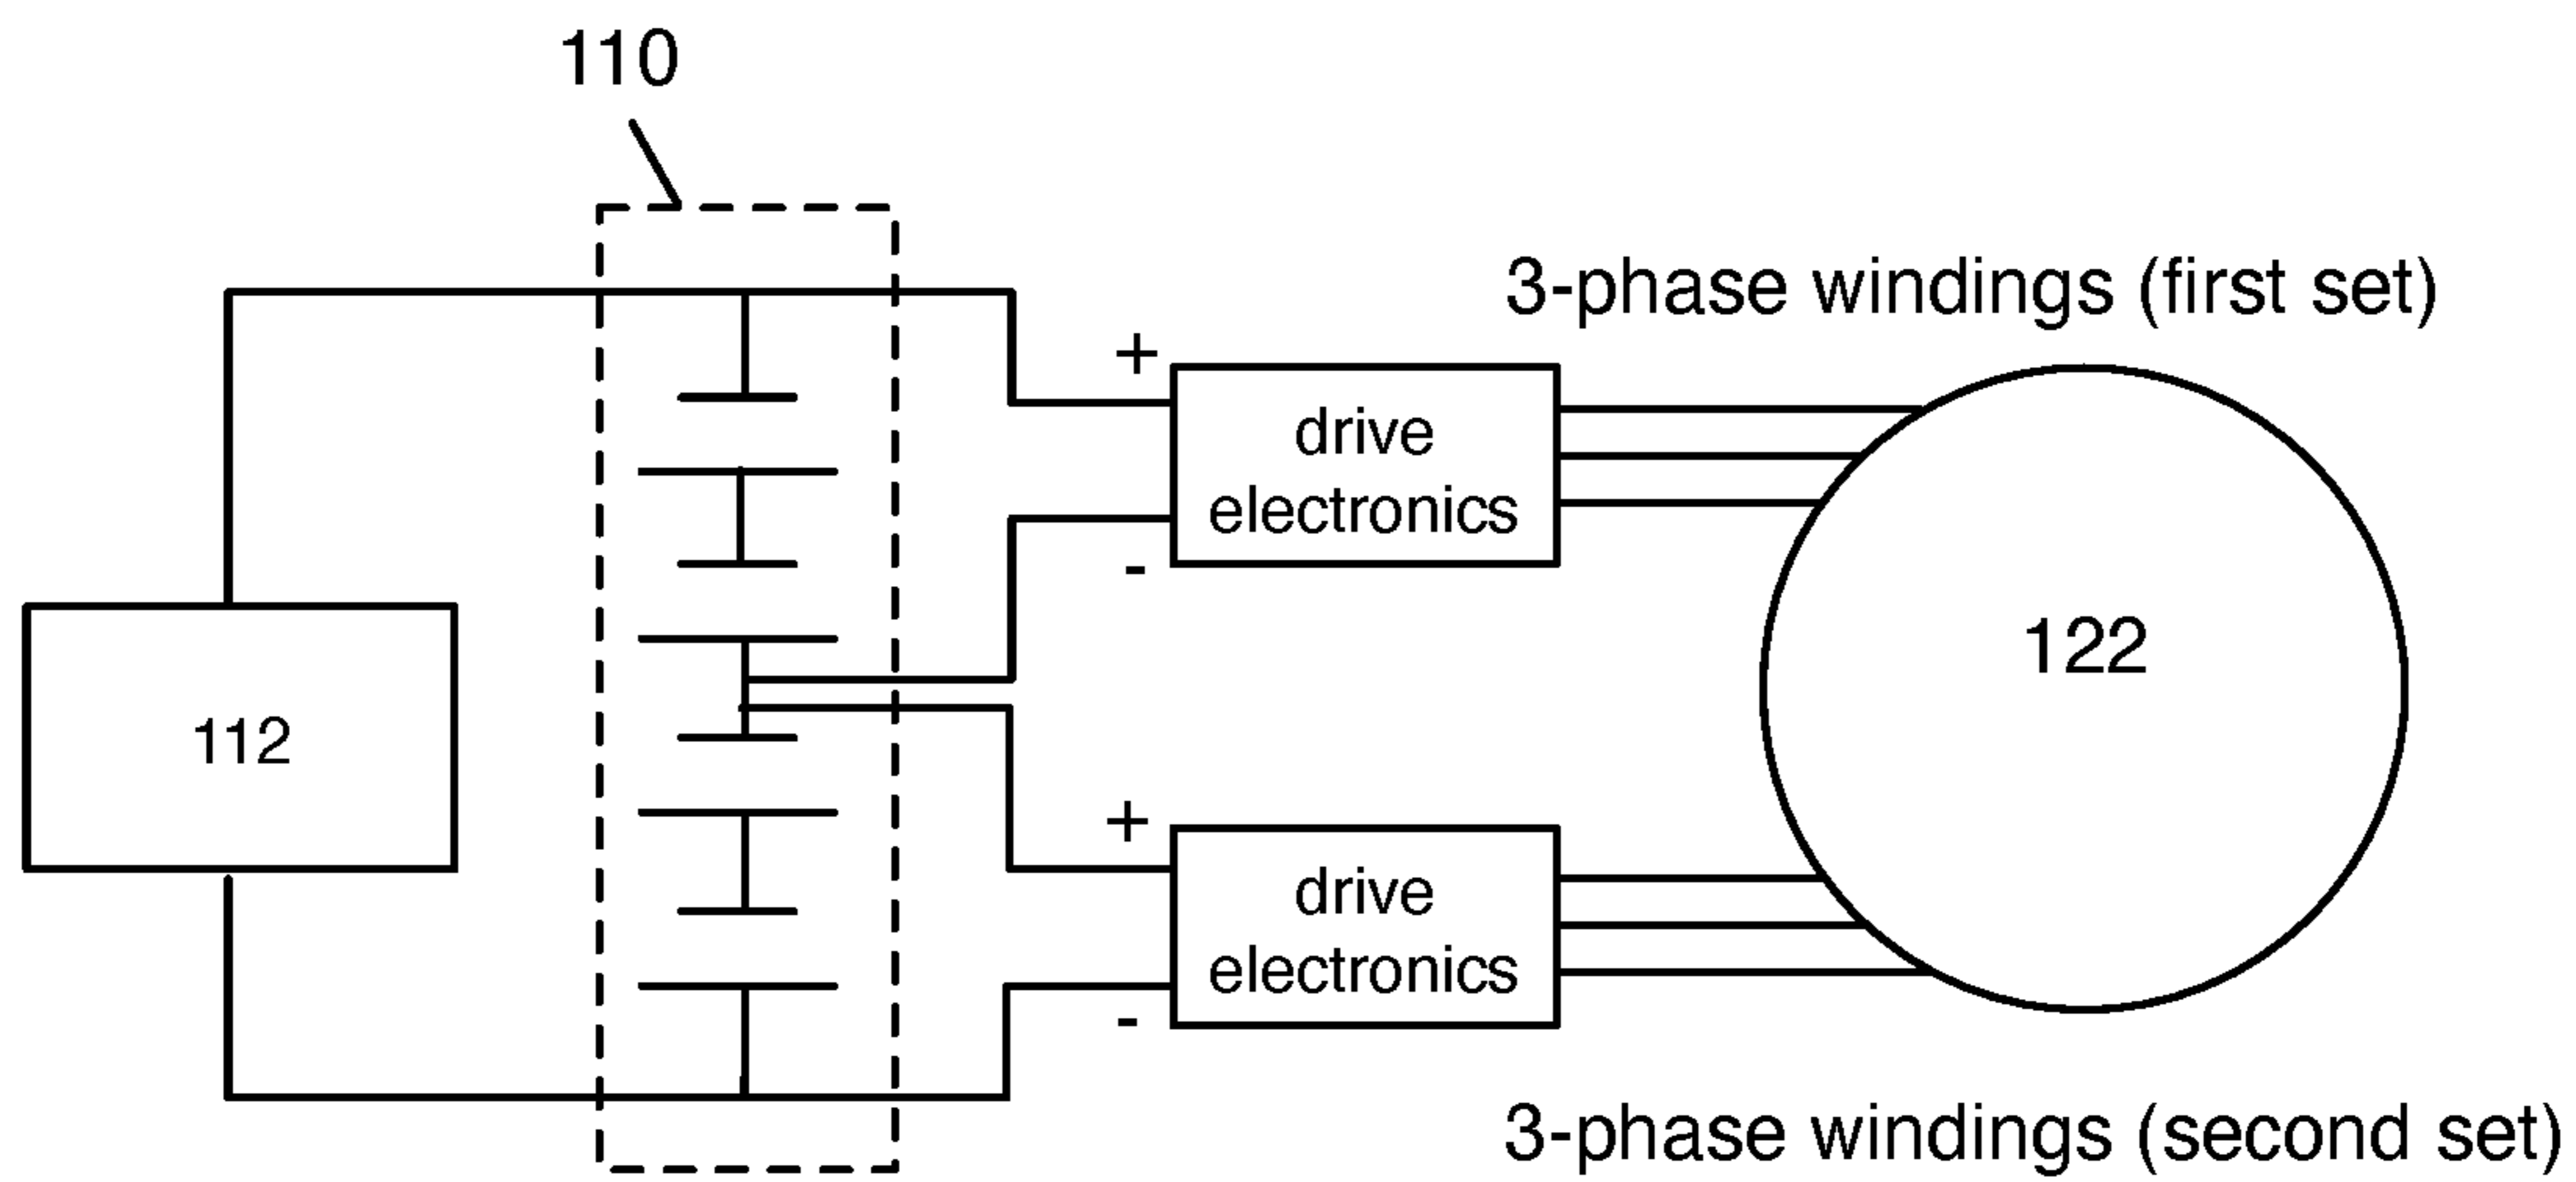 110
3-phase windings (first set)
+
drive
electronics
-
122
112
+
drive
electronics
-
3-phase windings (second set)